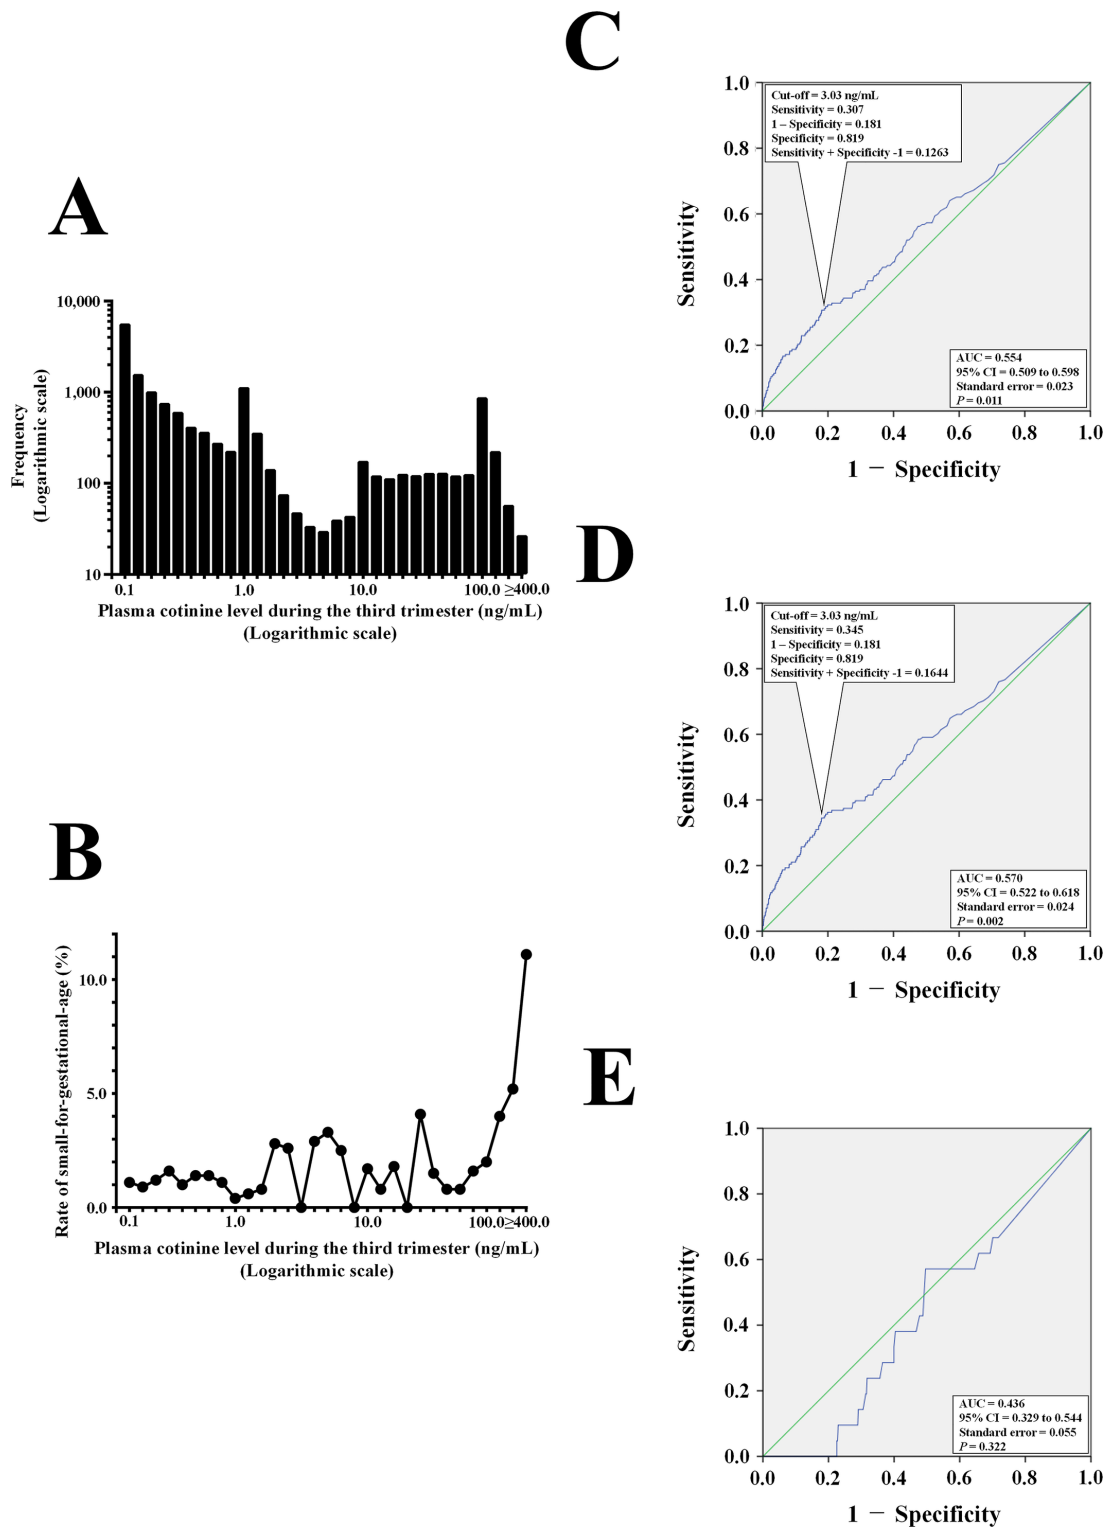 A
10,000
1,000
100
10
Frequency
(Logarithmic scale)
0.1 1.0 10.0 100.0 ≥400.0
Plasma cotinine level during the third trimester (ng/mL)
(Logarithmic scale)
B
10.0
5.0
0.0
Rate of small-for-gestational-age (%)
0.1 1.0 10.0 100.0 ≥400.0
Plasma cotinine level during the third trimester (ng/mL)
(Logarithmic scale)
C
1.0
0.8
0.6
0.4
0.2
0.0
Sensitivity
Cut-off = 3.03 ng/mL
Sensitivity = 0.307
1 – Specificity = 0.181
Specificity = 0.819
Sensitivity + Specificity -1 = 0.1263
AUC = 0.554
95% CI = 0.509 to 0.598
Standard error = 0.023
P = 0.011
0.0 0.2 0.4 0.6 0.8 1.0
1 − Specificity
D
1.0
0.8
0.6
0.4
0.2
0.0
Sensitivity
Cut-off = 3.03 ng/mL
Sensitivity = 0.345
1 – Specificity = 0.181
Specificity = 0.819
Sensitivity + Specificity -1 = 0.1644
AUC = 0.570
95% CI = 0.522 to 0.618
Standard error = 0.024
P = 0.002
0.0 0.2 0.4 0.6 0.8 1.0
1 − Specificity
E
1.0
0.8
0.6
0.4
0.2
0.0
Sensitivity
AUC = 0.436
95% CI = 0.329 to 0.544
Standard error = 0.055
P = 0.322
0.0 0.2 0.4 0.6 0.8 1.0
1 − Specificity